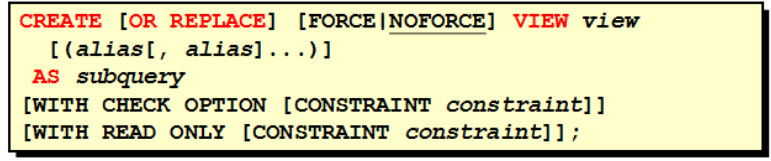 CREATE [OR REPLACE] [FORCE|NOFORCE] VIEW view
[(alias[, alias]...)]
AS subquery
[WITH CHECK OPTION [CONSTRAINT constraint]]
[WITH READ ONLY [CONSTRAINT constraint]];